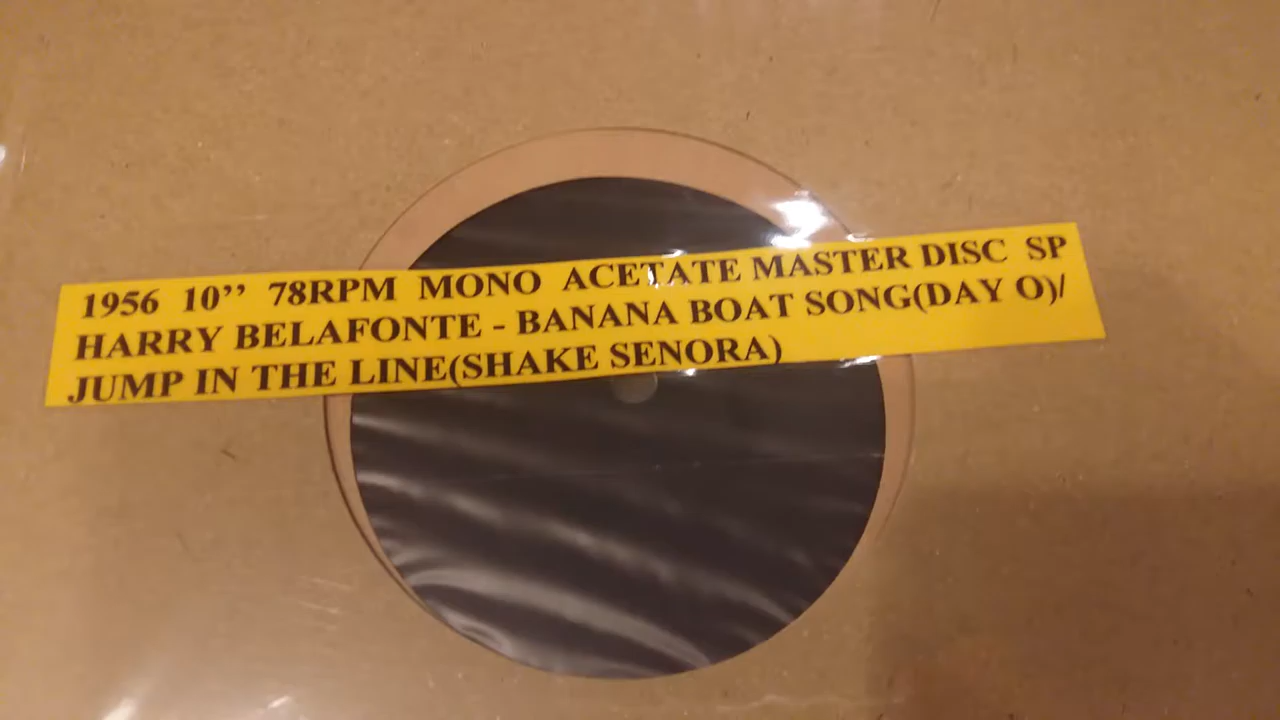 1956 10’’ 78RPM MONO ACETATE MASTER DISC SP
HARRY BELAFONTE - BANANA BOAT SONG(DAY O)/
JUMP IN THE LINE(SHAKE SENORA)